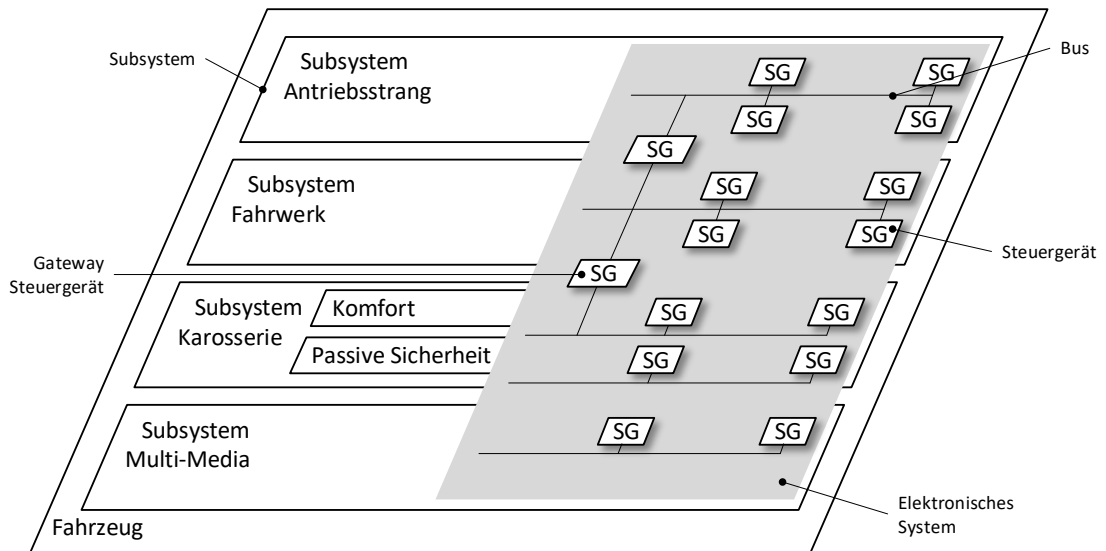 Subsystem
Subsystem
Antriebsstrang
SG
SG
Bus
SG
SG
SG
Subsystem
Fahrwerk
SG
SG
SG
SG
Steuergerät
Gateway
Steuergerät
SG
Subsystem
Karosserie
Komfort
Passive Sicherheit
SG
SG
SG
SG
Subsystem
Multi-Media
SG
SG
Elektronisches
System
Fahrzeug